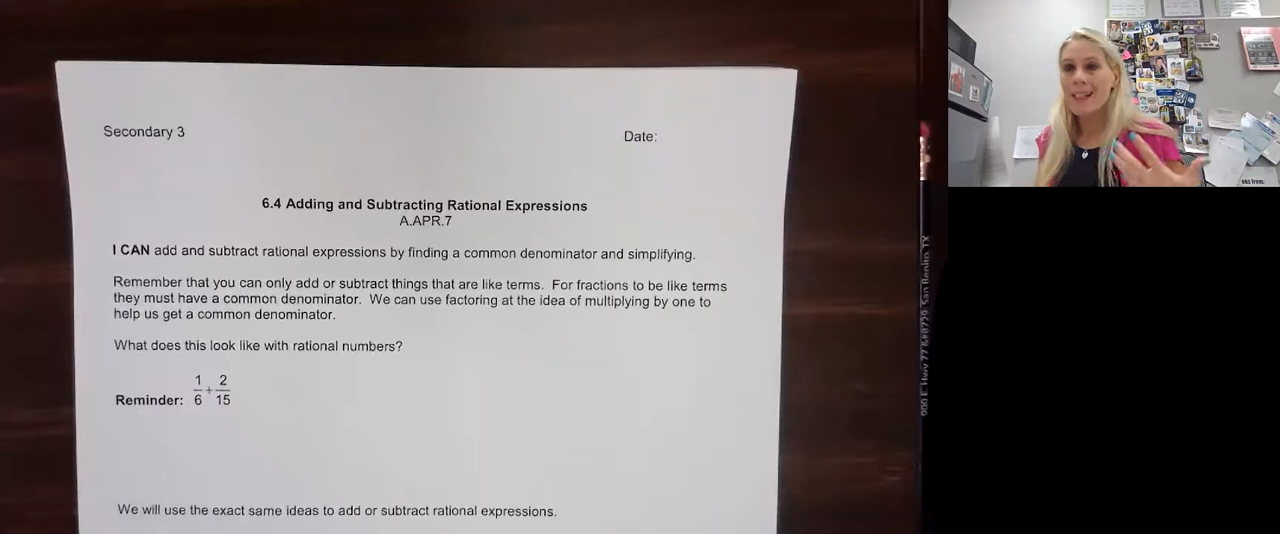 Secondary 3
Date:
6.4 Adding and Subtracting Rational Expressions
A.APR.7
I CAN add and subtract rational expressions by finding a common denominator and simplifying.
Remember that you can only add or subtract things that are like terms. For fractions to be like terms
they must have a common denominator. We can use factoring at the idea of multiplying by one to
help us get a common denominator.
What does this look like with rational numbers?
Reminder: 1/6 + 2/15
We will use the exact same ideas to add or subtract rational expressions.